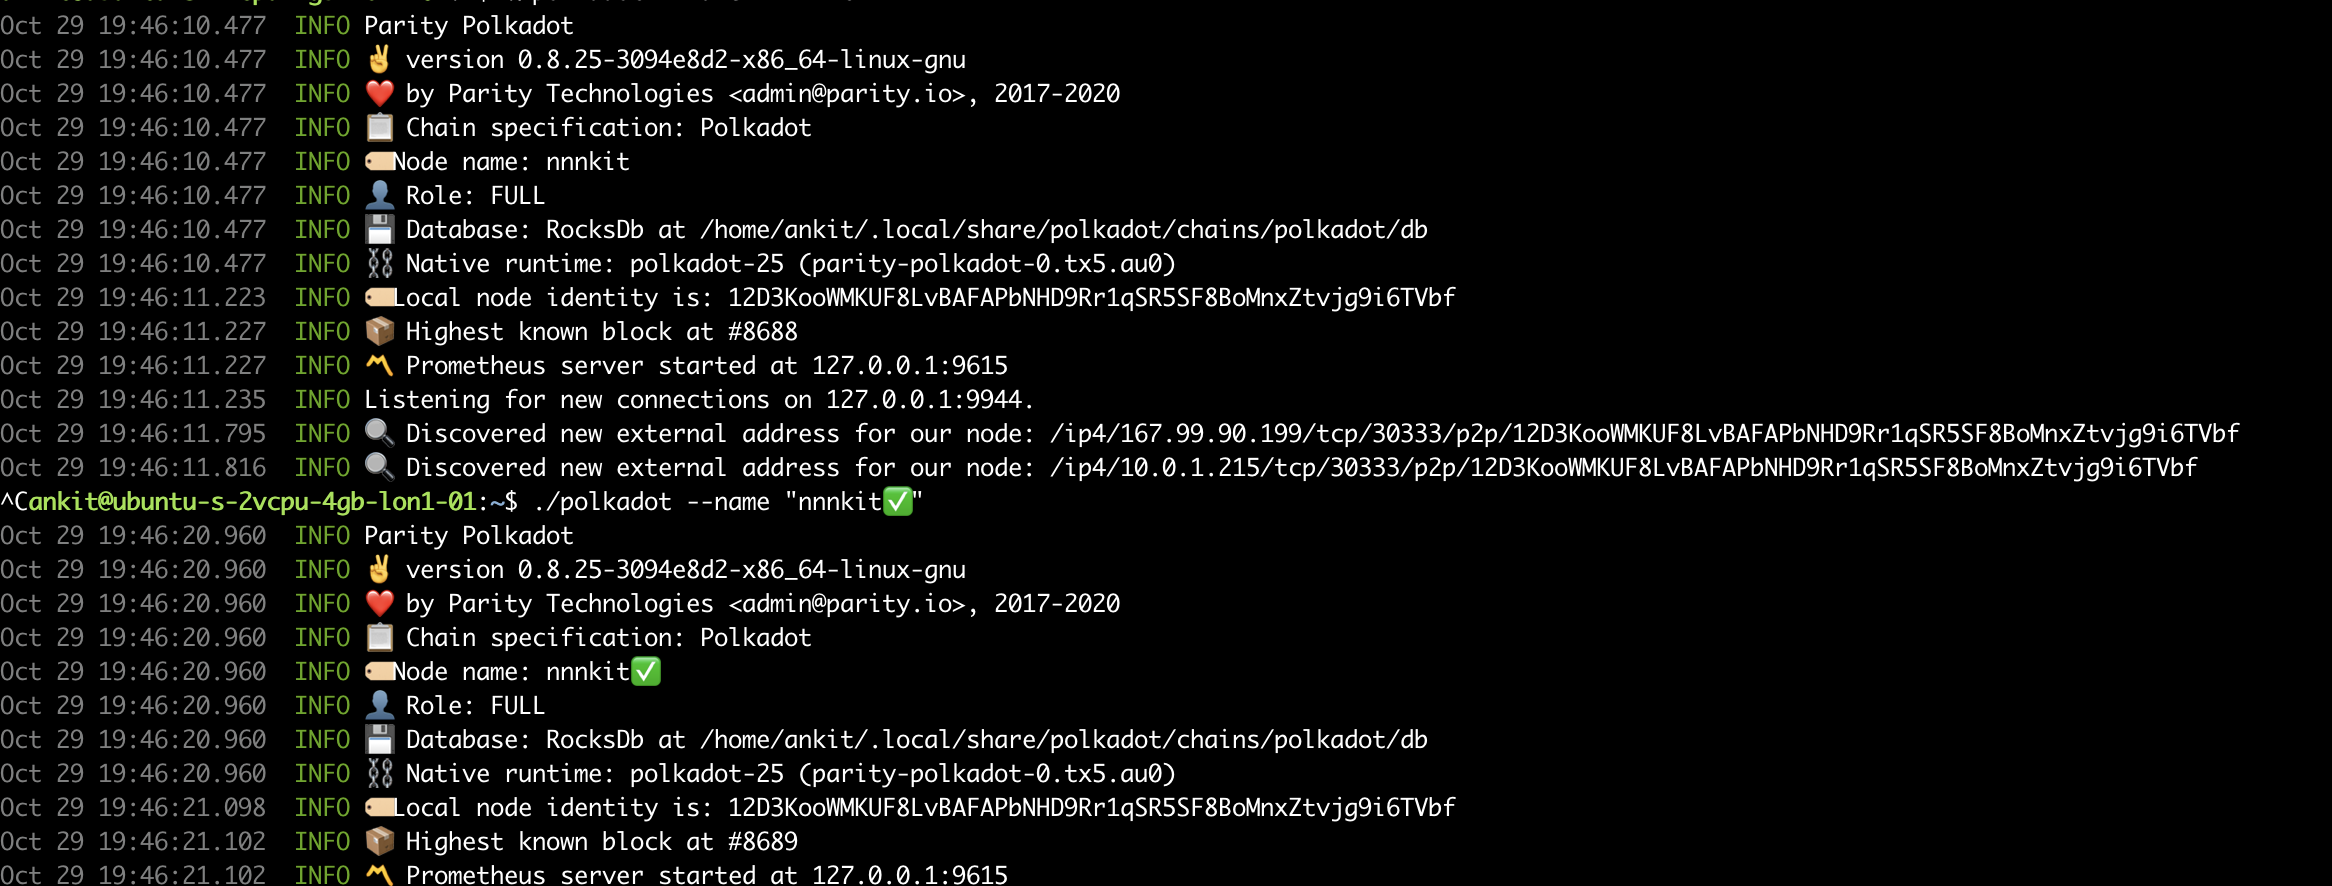 Oct 29 19:46:10.477  INFO Parity Polkadot
Oct 29 19:46:10.477  INFO ✌️ version 0.8.25-3094e8d2-x86_64-linux-gnu
Oct 29 19:46:10.477  INFO ❤️ by Parity Technologies <admin@parity.io>, 2017-2020
Oct 29 19:46:10.477  INFO 📋 Chain specification: Polkadot
Oct 29 19:46:10.477  INFO 🏷 Node name: nnnkit
Oct 29 19:46:10.477  INFO 👤 Role: FULL
Oct 29 19:46:10.477  INFO 💾 Database: RocksDb at /home/ankit/.local/share/polkadot/chains/polkadot/db
Oct 29 19:46:10.477  INFO ⛓ Native runtime: polkadot-25 (parity-polkadot-0.tx5.au0)
Oct 29 19:46:11.223  INFO 🏷 Local node identity is: 12D3KooWMKUF8LvBAFAPbNHD9Rr1qSR5SF8BoMnxZtvjg9i6TVbf
Oct 29 19:46:11.227  INFO 📦 Highest known block at #8688
Oct 29 19:46:11.227  INFO 〽️ Prometheus server started at 127.0.0.1:9615
Oct 29 19:46:11.235  INFO Listening for new connections on 127.0.0.1:9944.
Oct 29 19:46:11.795  INFO 🔍 Discovered new external address for our node: /ip4/167.99.90.199/tcp/30333/p2p/12D3KooWMKUF8LvBAFAPbNHD9Rr1qSR5SF8BoMnxZtvjg9i6TVbf
Oct 29 19:46:11.816  INFO 🔍 Discovered new external address for our node: /ip4/10.0.1.215/tcp/30333/p2p/12D3KooWMKUF8LvBAFAPbNHD9Rr1qSR5SF8BoMnxZtvjg9i6TVbf
^Cankit@ubuntu-s-2vcpu-4gb-lon1-01:~$ ./polkadot --name "nnnkit✅"
Oct 29 19:46:20.960  INFO Parity Polkadot
Oct 29 19:46:20.960  INFO ✌️ version 0.8.25-3094e8d2-x86_64-linux-gnu
Oct 29 19:46:20.960  INFO ❤️ by Parity Technologies <admin@parity.io>, 2017-2020
Oct 29 19:46:20.960  INFO 📋 Chain specification: Polkadot
Oct 29 19:46:20.960  INFO 🏷 Node name: nnnkit✅
Oct 29 19:46:20.960  INFO 👤 Role: FULL
Oct 29 19:46:20.960  INFO 💾 Database: RocksDb at /home/ankit/.local/share/polkadot/chains/polkadot/db
Oct 29 19:46:20.960  INFO ⛓ Native runtime: polkadot-25 (parity-polkadot-0.tx5.au0)
Oct 29 19:46:21.098  INFO 🏷 Local node identity is: 12D3KooWMKUF8LvBAFAPbNHD9Rr1qSR5SF8BoMnxZtvjg9i6TVbf
Oct 29 19:46:21.102  INFO 📦 Highest known block at #8689
Oct 29 19:46:21.102  INFO 〽️ Prometheus server started at 127.0.0.1:9615